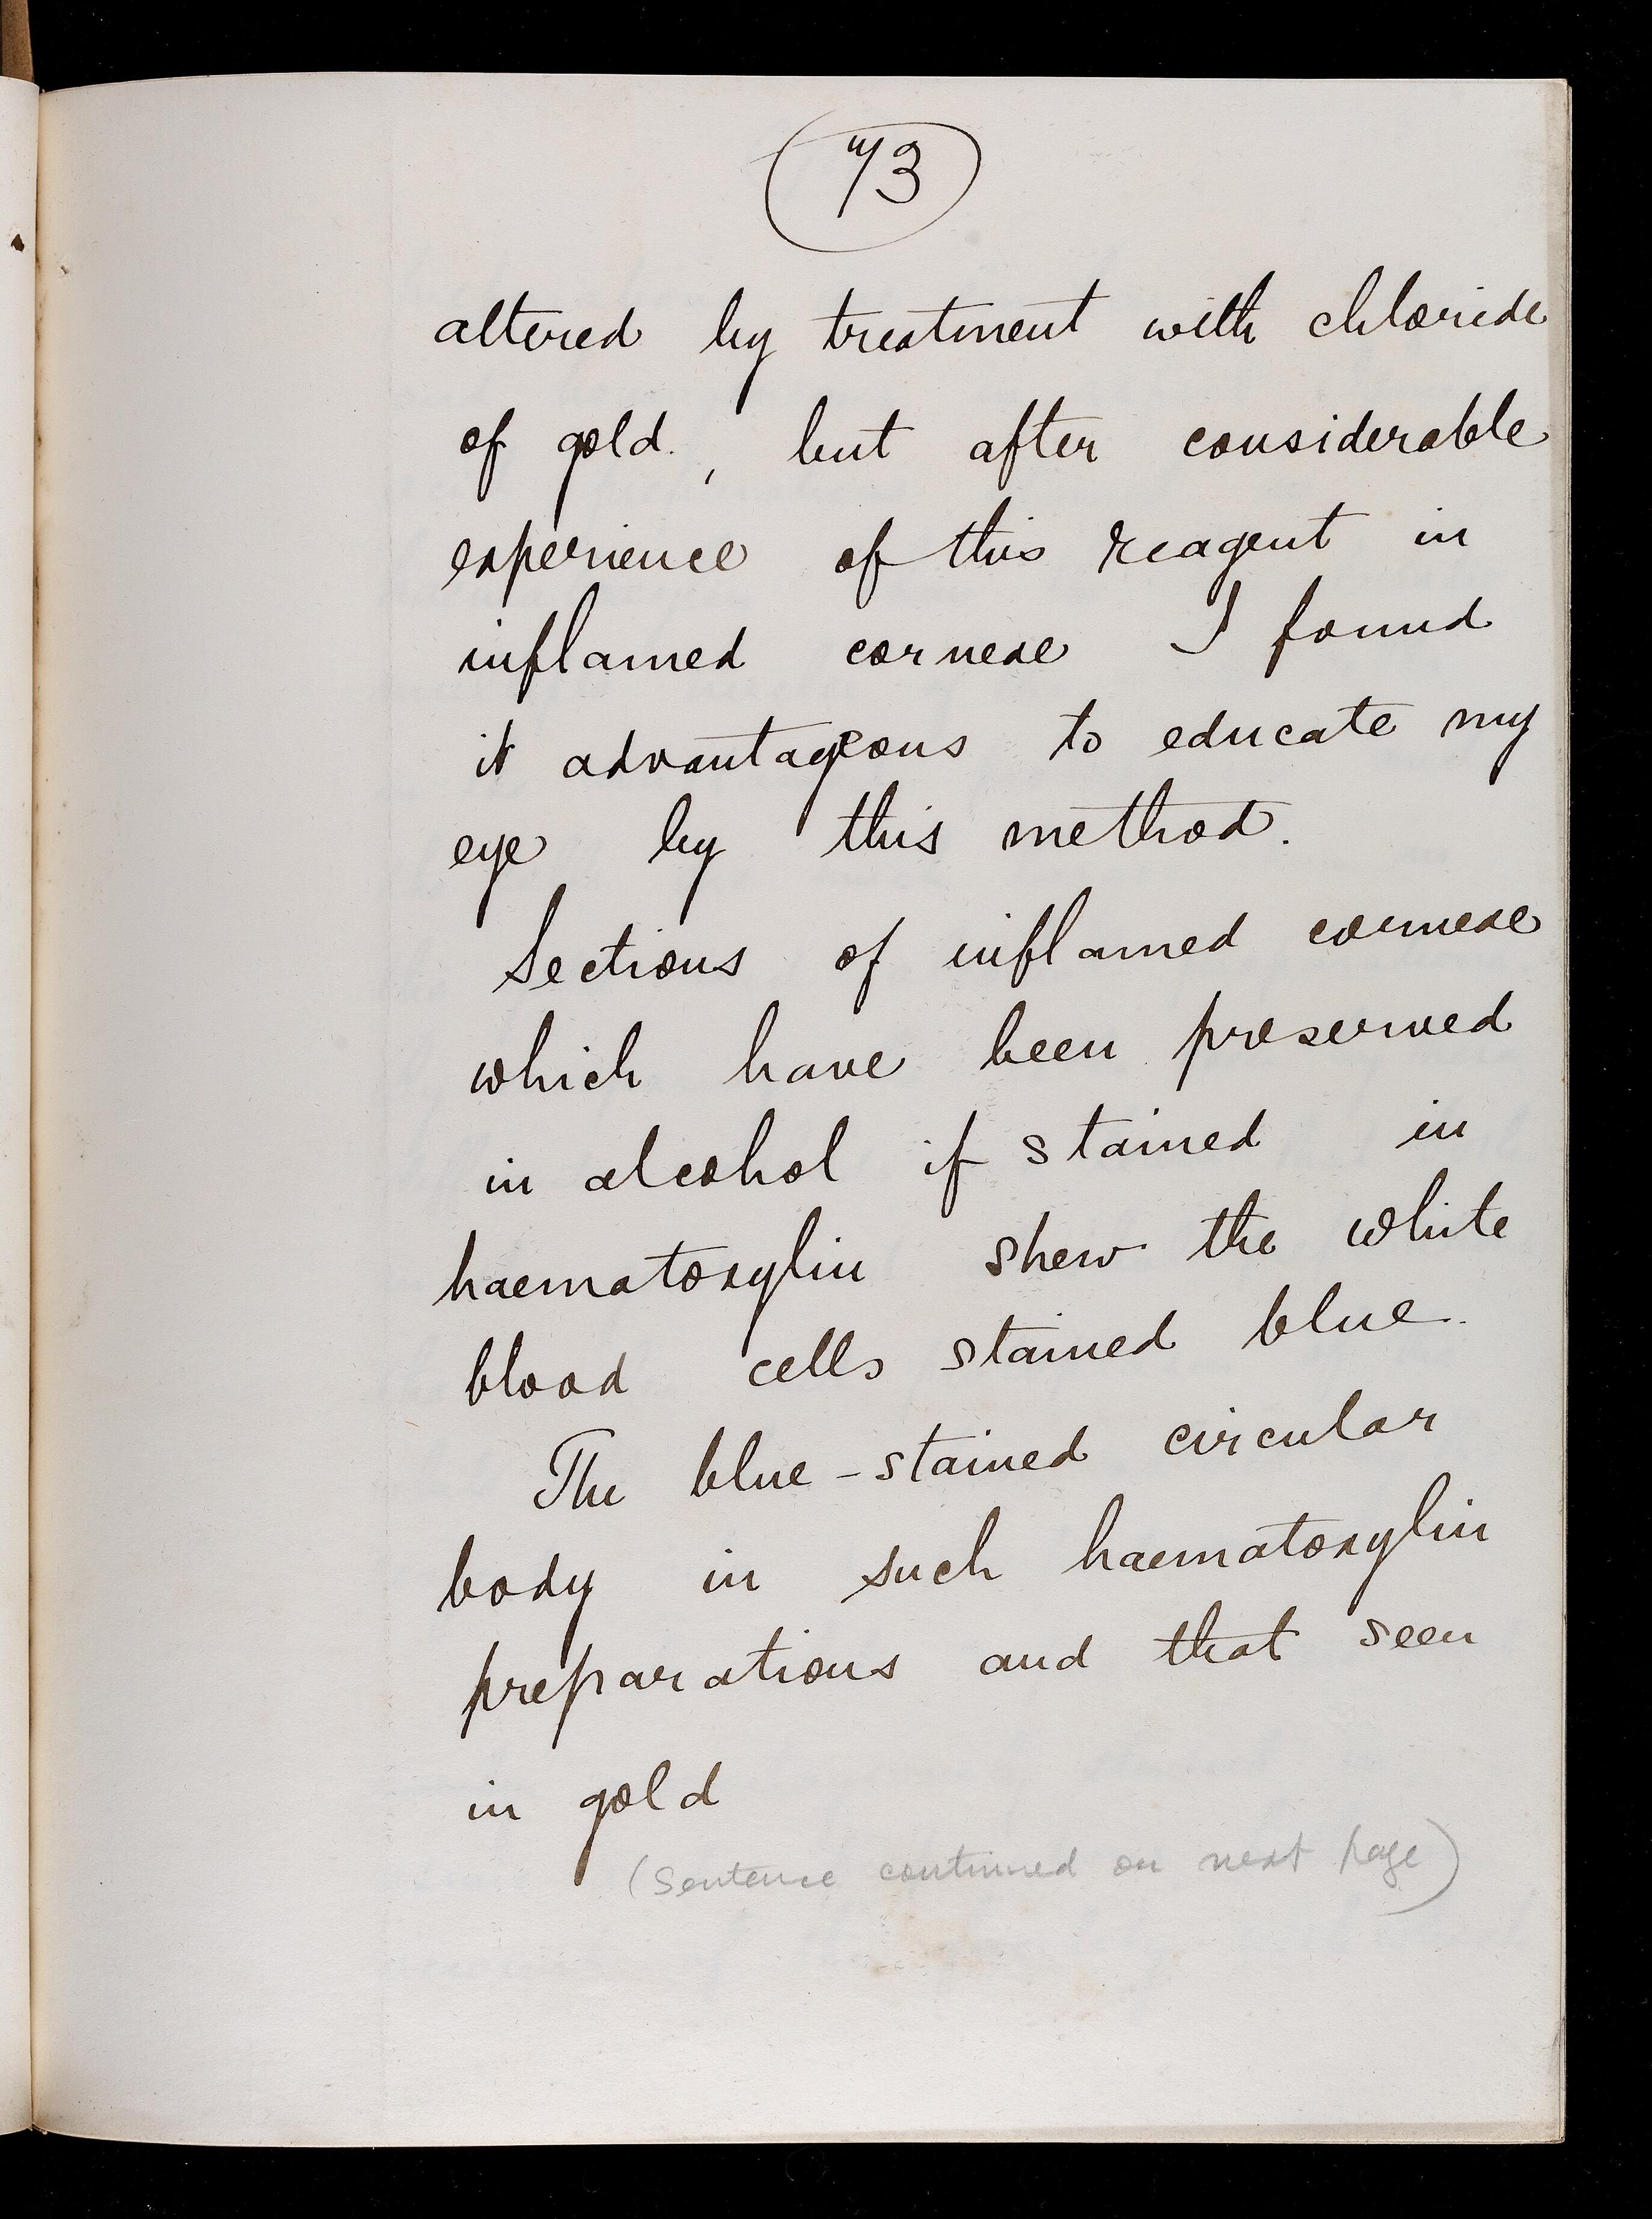 73
altered by treatment with chloride
of gold. , but after considerable
experience of this reagent in
inflamed corneae I found
it advantageous to educate my
eye by this method.
Sections of inflamed corneae
which have been preserved
in alcohol if stained in
haematoxylin shew the white
blood cells stained blue.
The blue-stained circular
body in such haematoxylin
preparations and that seen
in gold
(Sentence continued on next page)